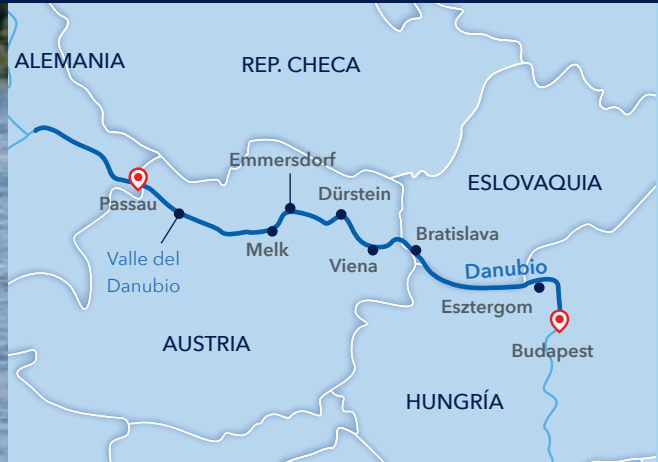 ALEMANIA
REP. CHECA
Emmersdorf
ESLOVAQUIA
Dürstein
Passau
Bratislava
Melk
Valle del
Danubio
Viena
Danubio
Esztergom
AUSTRIA
Budapest
HUNGRÍA